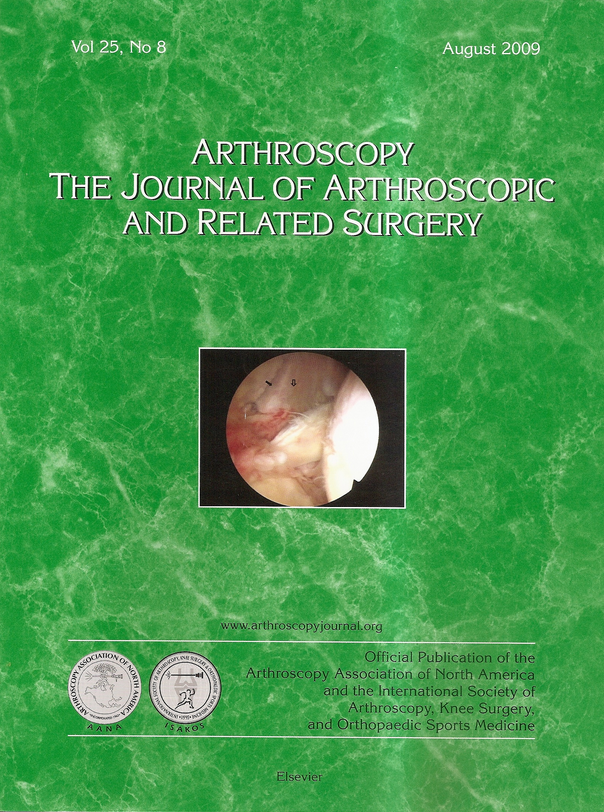 Vol 25, No 8
August 2009
ARTHROSCOPY
THE JOURNAL OF ARTHROSCOPIC
AND RELATED SURGERY
www.arthroscopyjournal.org
ARTHROSCOPY ASSOCIATION OF NORTH AMERICA
AANA
ISAKOS
Official Publication of the
Arthroscopy Association of North America
and the International Society of
Arthroscopy, Knee Surgery,
and Orthopaedic Sports Medicine
Elsevier